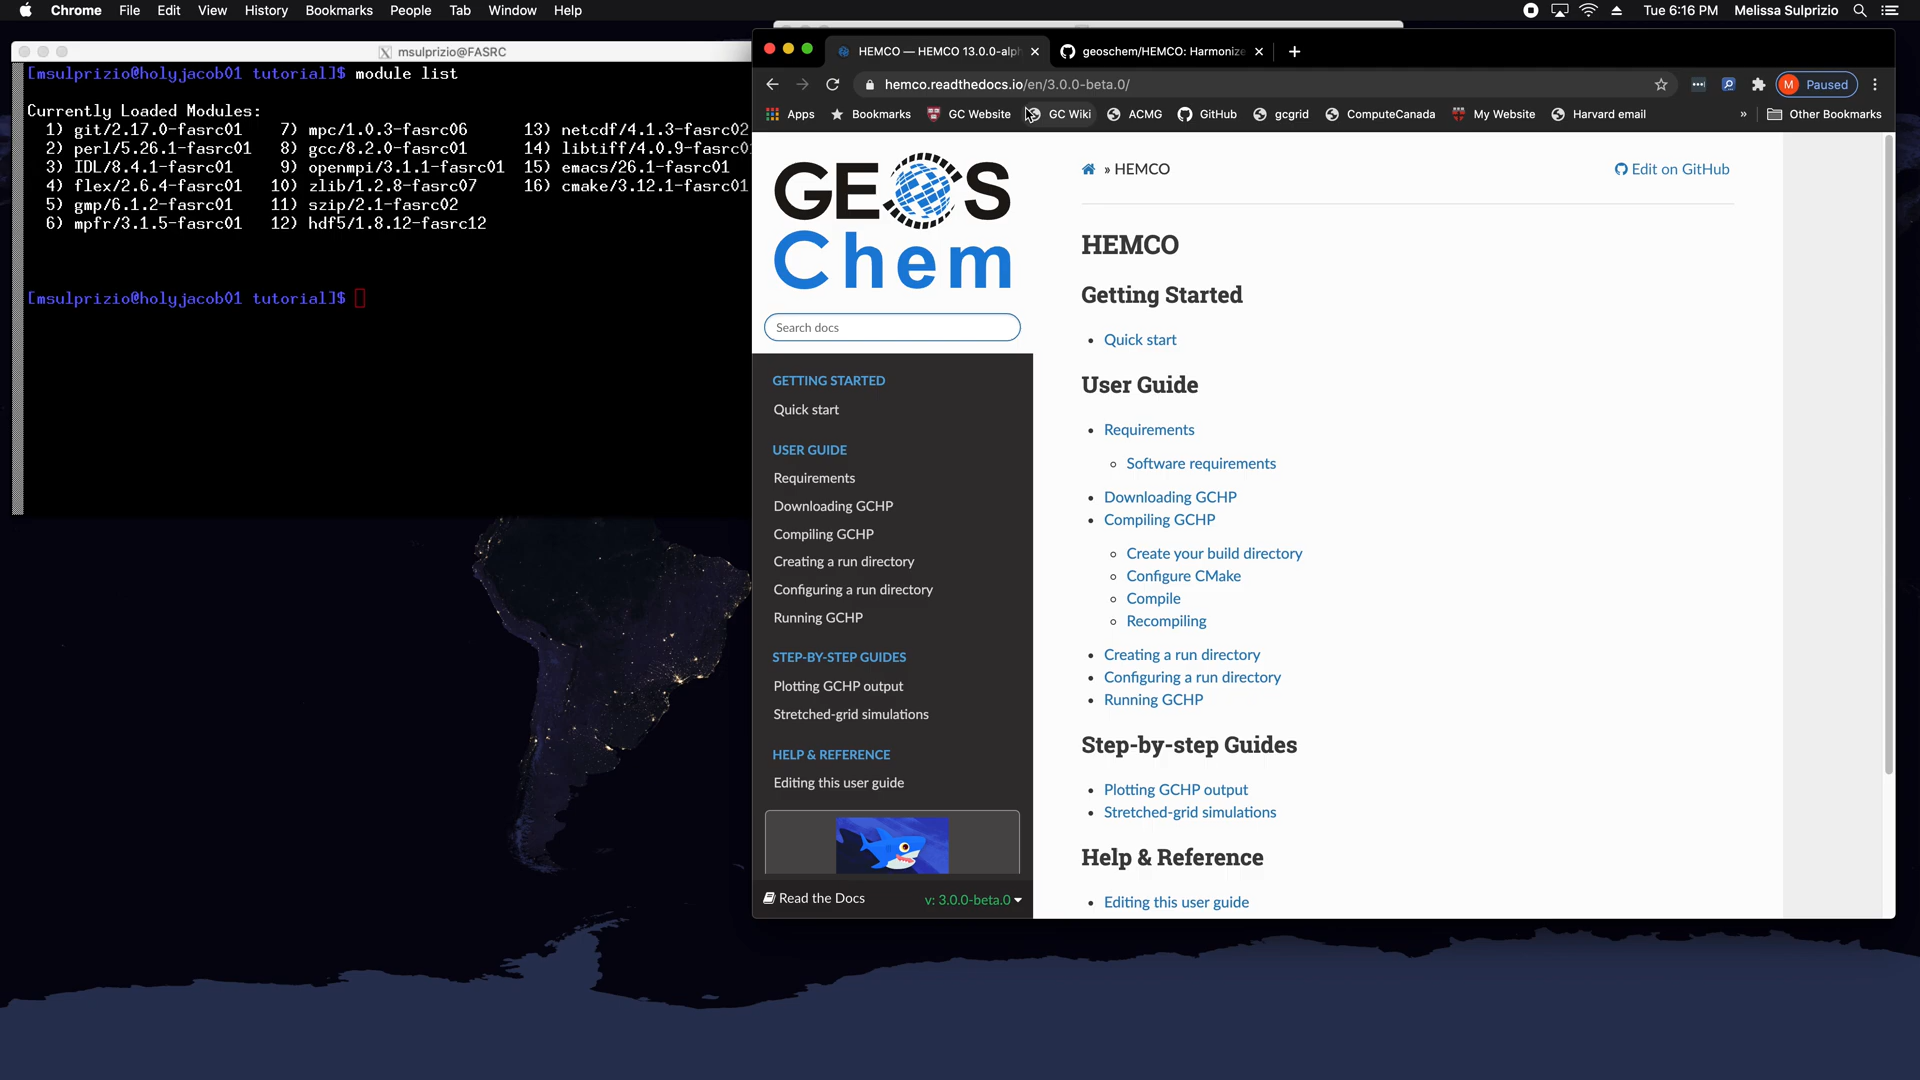 Chrome File Edit View History Bookmarks People Tab Window Help
Tue 6:16 PM Melissa Sulprizio
msulprizio@FASRC
[msulprizio@holyjacob01 tutorial]$ module list
Currently Loaded Modules:
1) git/2.17.0-fasrc01 7) mpc/1.0.3-fasrc06 13) netcdf/4.1.3-fasrc02
2) perl/5.26.1-fasrc01 8) gcc/8.2.0-fasrc01 14) libtiff/4.0.9-fasrc0
3) IDL/8.4.1-fasrc01 9) openmpi/3.1.1-fasrc01 15) emacs/26.1-fasrc01
4) flex/2.6.4-fasrc01 10) zlib/1.2.8-fasrc07 16) cmake/3.12.1-fasrc01
5) gmp/6.1.2-fasrc01 11) szip/2.1-fasrc02
6) mpfr/3.1.5-fasrc01 12) hdf5/1.8.12-fasrc12
[msulprizio@holyjacob01 tutorial]$
HEMCO — HEMCO 13.0.0-alph geoschem/HEMCO: Harmonize
hemco.readthedocs.io/en/3.0.0-beta.0/
M Paused
Apps Bookmarks GC Website GC Wiki ACMG GitHub gcgrid ComputeCanada My Website Harvard email » Other Bookmarks
GEOS
Chem
Search docs
GETTING STARTED
Quick start
USER GUIDE
Requirements
Downloading GCHP
Compiling GCHP
Creating a run directory
Configuring a run directory
Running GCHP
STEP-BY-STEP GUIDES
Plotting GCHP output
Stretched-grid simulations
HELP & REFERENCE
Editing this user guide
Read the Docs v: 3.0.0-beta.0
» HEMCO Edit on GitHub
HEMCO
Getting Started
Quick start
User Guide
Requirements
Software requirements
Downloading GCHP
Compiling GCHP
Create your build directory
Configure CMake
Compile
Recompiling
Creating a run directory
Configuring a run directory
Running GCHP
Step-by-step Guides
Plotting GCHP output
Stretched-grid simulations
Help & Reference
Editing this user guide